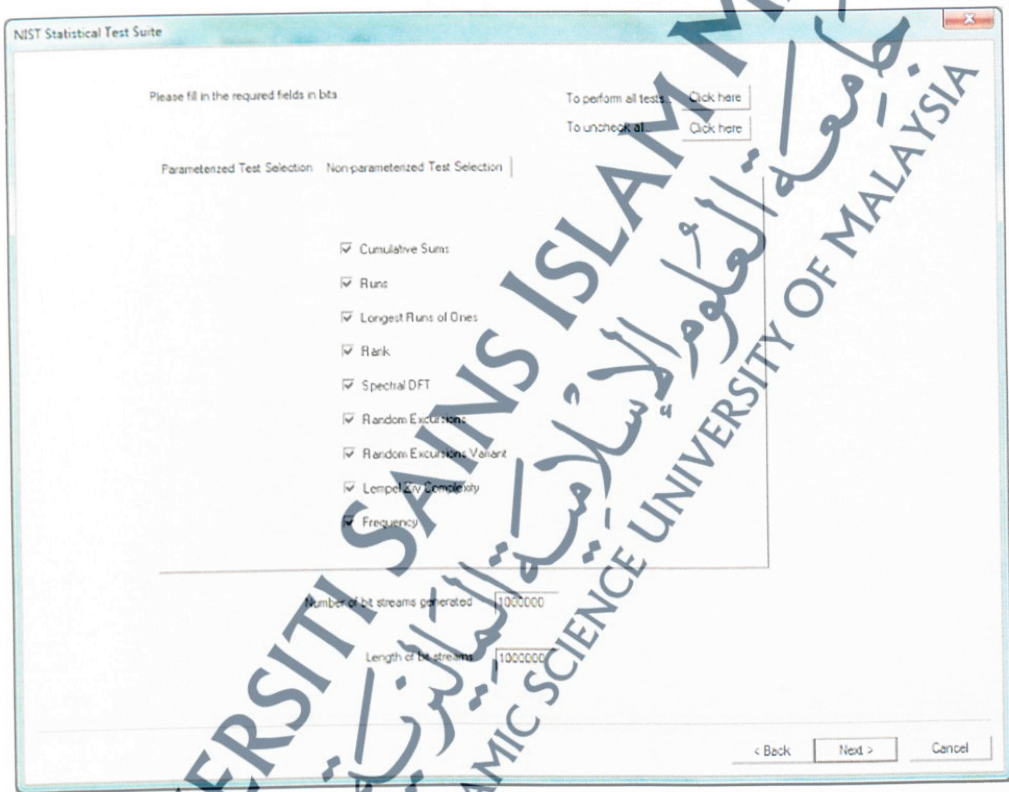 NIST Statistical Test Suite
Please fill in the required fields in bits.
To perform all tests... Click here
To uncheck all... Click here
Parameterized Test Selection Non-parameterized Test Selection
Cumulative Sums
Runs
Longest Runs of Ones
Rank
Spectral DFT
Random Excursions
Random Excursions Variant
Lempel Ziv Complexity
Frequency
Number of bit streams generated 1000000
Length of bit streams 1000000
< Back Next > Cancel
ERSITI SAINS ISLAM M
جامعة العلوم الإسلامية الماليزية
AMIC SCIENCE UNIVERSITY OF MALAYSIA